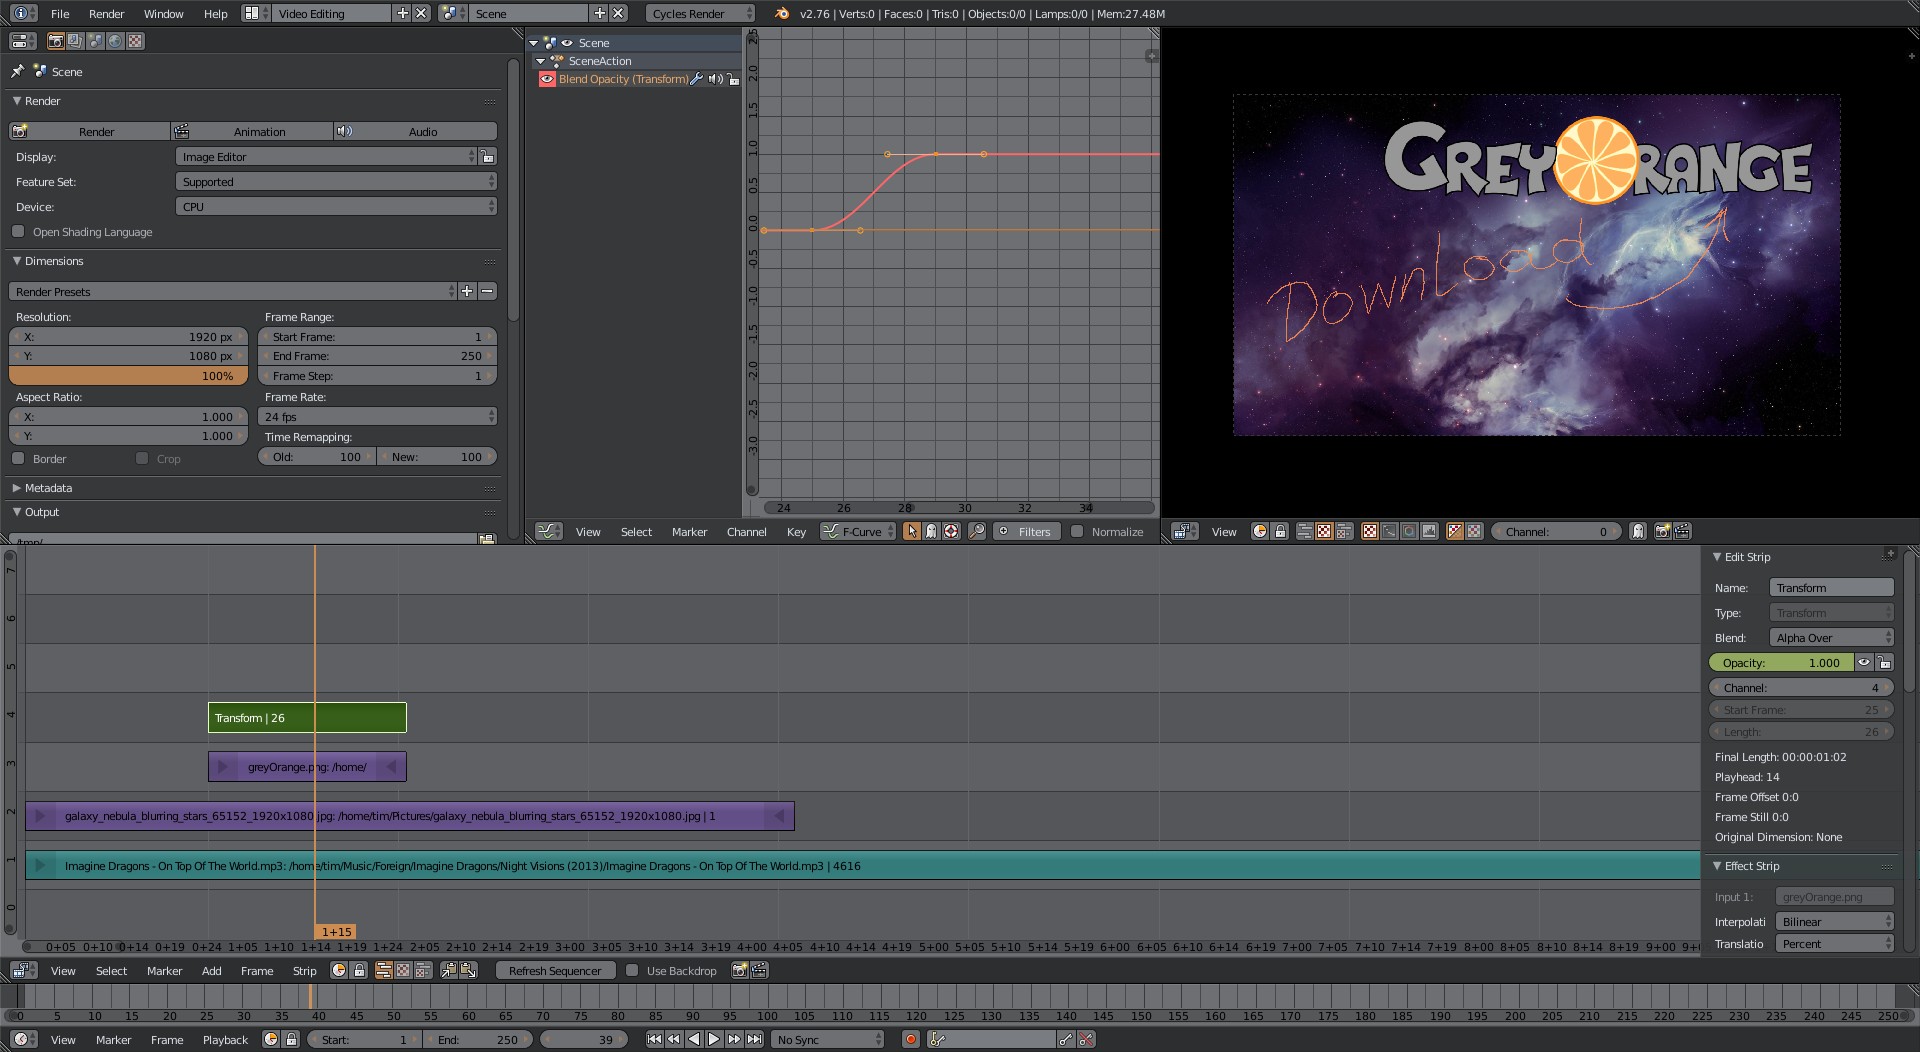 File Render Window Help Video Editing Scene Cycles Render v2.76 | Verts:0 | Faces:0 | Tris:0 | Objects:0/0 | Lamps:0/0 | Mem:27.48M
Scene
Render
Render Animation Audio
Display: Image Editor
Feature Set: Supported
Device: CPU
Open Shading Language
Dimensions
Render Presets
Resolution: Frame Range:
X: 1920 px Start Frame: 1
Y: 1080 px End Frame: 250
100% Frame Step: 1
Aspect Ratio: Frame Rate:
X: 1.000 24 fps
Y: 1.000 Time Remapping:
Border Crop Old: 100 New: 100
Metadata
Output
/tmp/
Scene
SceneAction
Blend Opacity (Transform)
2.5
2.0
1.5
1.0
0.5
0.0
-0.5
-1.0
-1.5
-2.0
-2.5
-3.0
24 26 28 30 32 34
View Select Marker Channel Key F-Curve Filters Normalize
GREYORANGE
Download
View Channel: 0
7
6
5
4
3
2
1
0
Transform | 26
greyOrange.png: /home/
galaxy_nebula_blurring_stars_65152_1920x1080.jpg: /home/tim/Pictures/galaxy_nebula_blurring_stars_65152_1920x1080.jpg | 1
Imagine Dragons - On Top Of The World.mp3: /home/tim/Music/Foreign/Imagine Dragons/Night Visions (2013)/Imagine Dragons - On Top Of The World.mp3 | 4616
1+15
0+05 0+10 0+14 0+19 0+24 1+05 1+10 1+14 1+19 1+24 2+05 2+10 2+14 2+19 3+00 3+05 3+10 3+14 3+19 4+00 4+05 4+10 4+14 4+19 5+00 5+05 5+10 5+14 5+19 6+00 6+05 6+10 6+14 6+19 7+00 7+05 7+10 7+14 7+19 8+00 8+05 8+10 8+14 8+19 9+00
Edit Strip
Name: Transform
Type: Transform
Blend: Alpha Over
Opacity: 1.000
Channel: 4
Start Frame: 25
Length: 26
Final Length: 00:00:01:02
Playhead: 14
Frame Offset 0:0
Frame Still 0:0
Original Dimension: None
Effect Strip
Input 1: greyOrange.png
Interpolati Bilinear
Translatio Percent
View Select Marker Add Frame Strip Refresh Sequencer Use Backdrop
0 5 10 15 20 25 30 35 40 45 50 55 60 65 70 75 80 85 90 95 100 105 110 115 120 125 130 135 140 145 150 155 160 165 170 175 180 185 190 195 200 205 210 215 220 225 230 235 240 245 250
View Marker Frame Playback Start: 1 End: 250 39 No Sync